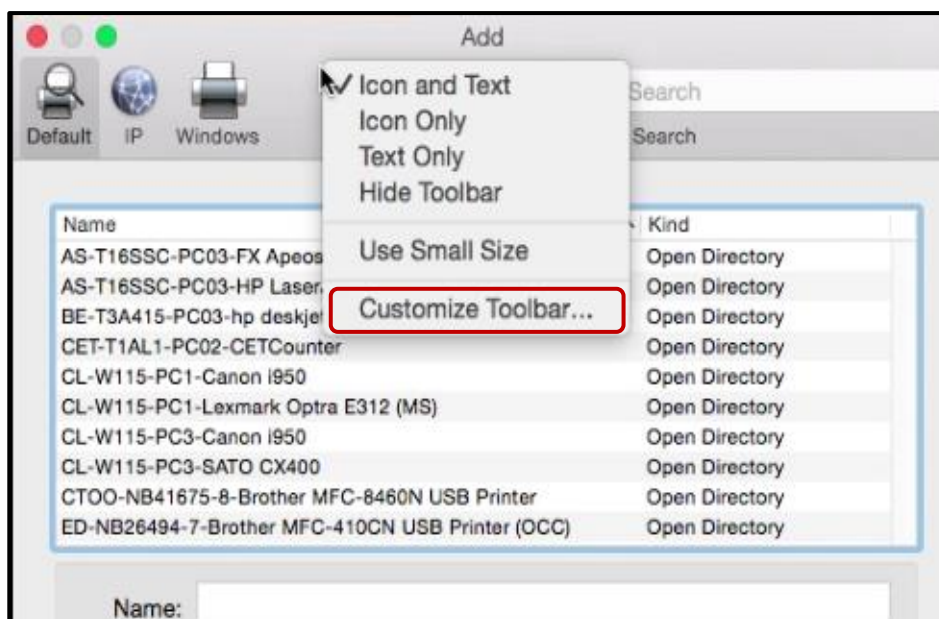 Add
Default
IP
Windows
✓ Icon and Text
Icon Only
Text Only
Hide Toolbar
Use Small Size
Customize Toolbar...
Search
Search
Name Kind
AS-T16SSC-PC03-FX Apeos Open Directory
AS-T16SSC-PC03-HP Laser Open Directory
BE-T3A415-PC03-hp deskjet Open Directory
CET-T1AL1-PC02-CETCounter Open Directory
CL-W115-PC1-Canon i950 Open Directory
CL-W115-PC1-Lexmark Optra E312 (MS) Open Directory
CL-W115-PC3-Canon i950 Open Directory
CL-W115-PC3-SATO CX400 Open Directory
CTOO-NB41675-8-Brother MFC-8460N USB Printer Open Directory
ED-NB26494-7-Brother MFC-410CN USB Printer (OCC) Open Directory
Name: